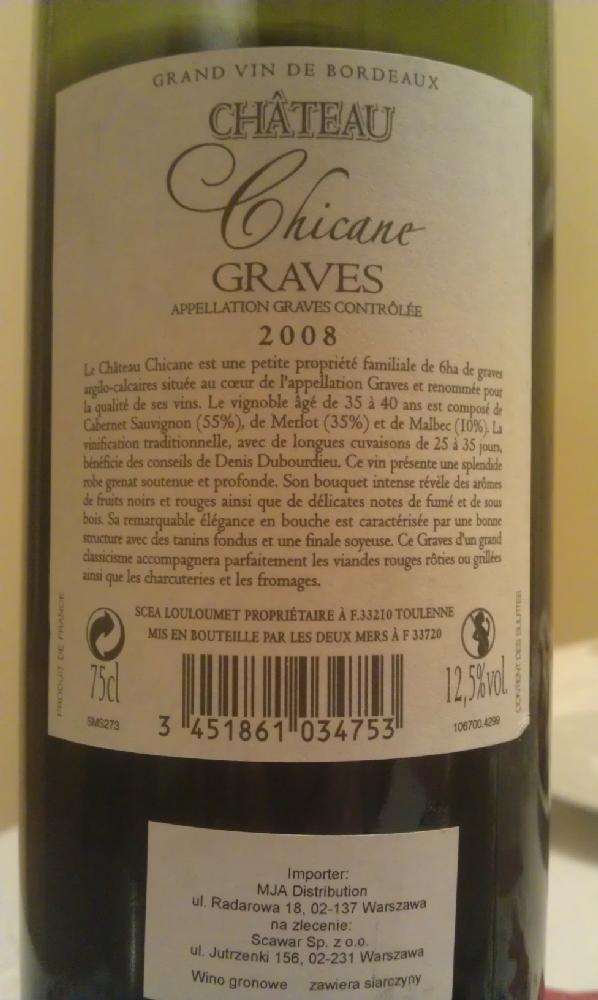 GRAND VIN DE BORDEAUX
CHÂTEAU
Chicane
GRAVES
APPELLATION GRAVES CONTRÔLÉE
2008
Le Château Chicane est une petite propriété familiale de 6ha de graves
argilo-calcaires située au cœur de l'appellation Graves et renommée pour
la qualité de ses vins. Le vignoble âgé de 35 à 40 ans est composé de
Cabernet Sauvignon (55%), de Merlot (35%) et de Malbec (10%). La
vinification traditionnelle, avec de longues cuvaisons de 25 à 35 jours,
bénéficie des conseils de Denis Dubourdieu. Ce vin présente une splendide
robe grenat soutenue et profonde. Son bouquet intense révèle des arômes
de fruits noirs et rouges ainsi que de délicates notes de fumé et de sous
bois. Sa remarquable élégance en bouche est caractérisée par une bonne
structure avec des tanins fondus et une finale soyeuse. Ce Graves d'un grand
classicisme accompagnera parfaitement les viandes rouges rôties ou grillées
ainsi que les charcuteries et les fromages.
SCEA LOULOUMET PROPRIÉTAIRE À F.33210 TOULENNE
MIS EN BOUTEILLE PAR LES DEUX MERS À F 33720
PRODUIT DE FRANCE
75cl
12,5%vol.
CONTIENT DES SULFITES
SMS273
3 451861 034753
106700.4299
Importer:
MJA Distribution
ul. Radarowa 18, 02-137 Warszawa
na zlecenie:
Scawar Sp. z o.o.
ul. Jutrzenki 156, 02-231 Warszawa
Wino gronowe zawiera siarczyny